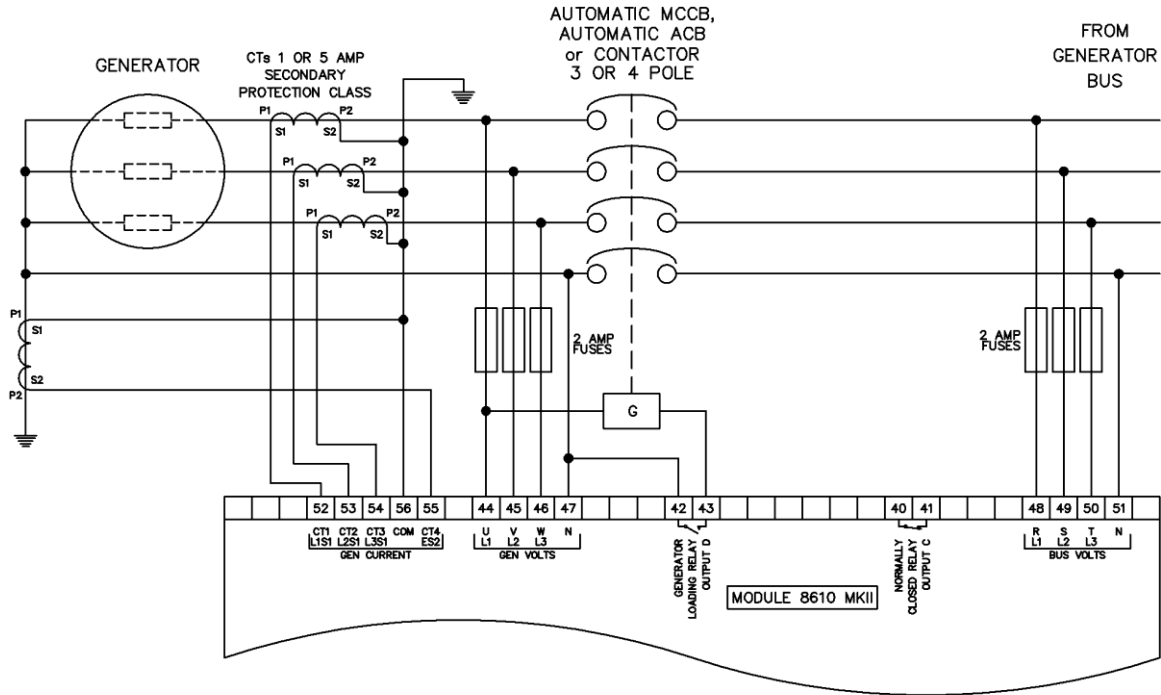 AUTOMATIC MCCB,
AUTOMATIC ACB
or CONTACTOR
3 OR 4 POLE
FROM
GENERATOR
BUS
GENERATOR
CTs 1 OR 5 AMP
SECONDARY
PROTECTION CLASS
P1 P2
S1 S2
P1 P2
S1 S2
P1 P2
S1 S2
P1
S1
S2
P2
2 AMP
FUSES
2 AMP
FUSES
G
52 53 54 56 55 44 45 46 47 42 43 40 41 48 49 50 51
CT1 CT2 CT3 COM CT4
L1S1 L2S1 L3S1 ES2
GEN CURRENT
U V W N
L1 L2 L3
GEN VOLTS
GENERATOR
LOADING RELAY
OUTPUT D
NORMALLY
CLOSED RELAY
OUTPUT C
R S T N
L1 L2 L3
BUS VOLTS
MODULE 8610 MKII